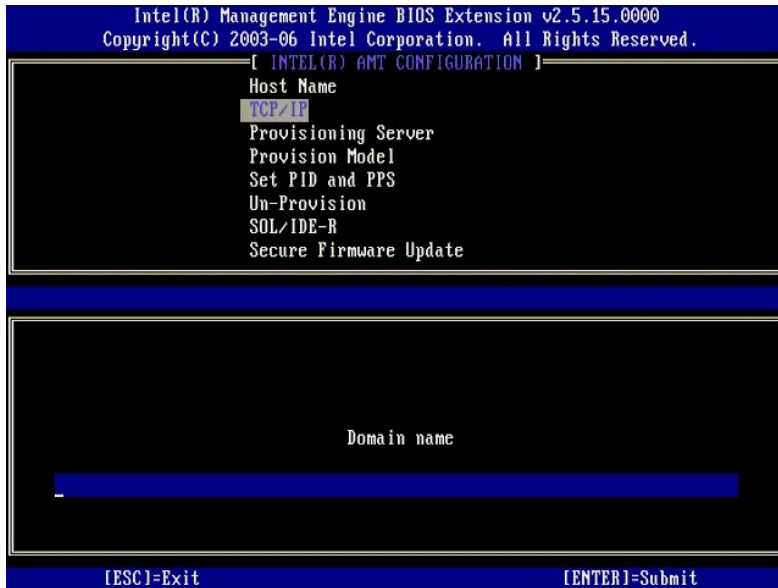 Intel(R) Management Engine BIOS Extension v2.5.15.0000
Copyright(C) 2003-06 Intel Corporation. All Rights Reserved.
[ INTEL(R) AMT CONFIGURATION ]
Host Name
TCP/IP
Provisioning Server
Provision Model
Set PID and PPS
Un-Provision
SOL/IDE-R
Secure Firmware Update
Domain name
[ESC]=Exit [ENTER]=Submit